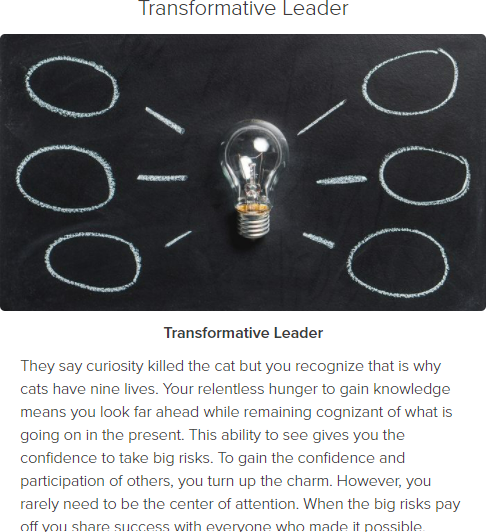 Transformative Leader
Transformative Leader
They say curiosity killed the cat but you recognize that is why
cats have nine lives. Your relentless hunger to gain knowledge
means you look far ahead while remaining cognizant of what is
going on in the present. This ability to see gives you the
confidence to take big risks. To gain the confidence and
participation of others, you turn up the charm. However, you
rarely need to be the center of attention. When the big risks pay
off you share success with everyone who made it possible.